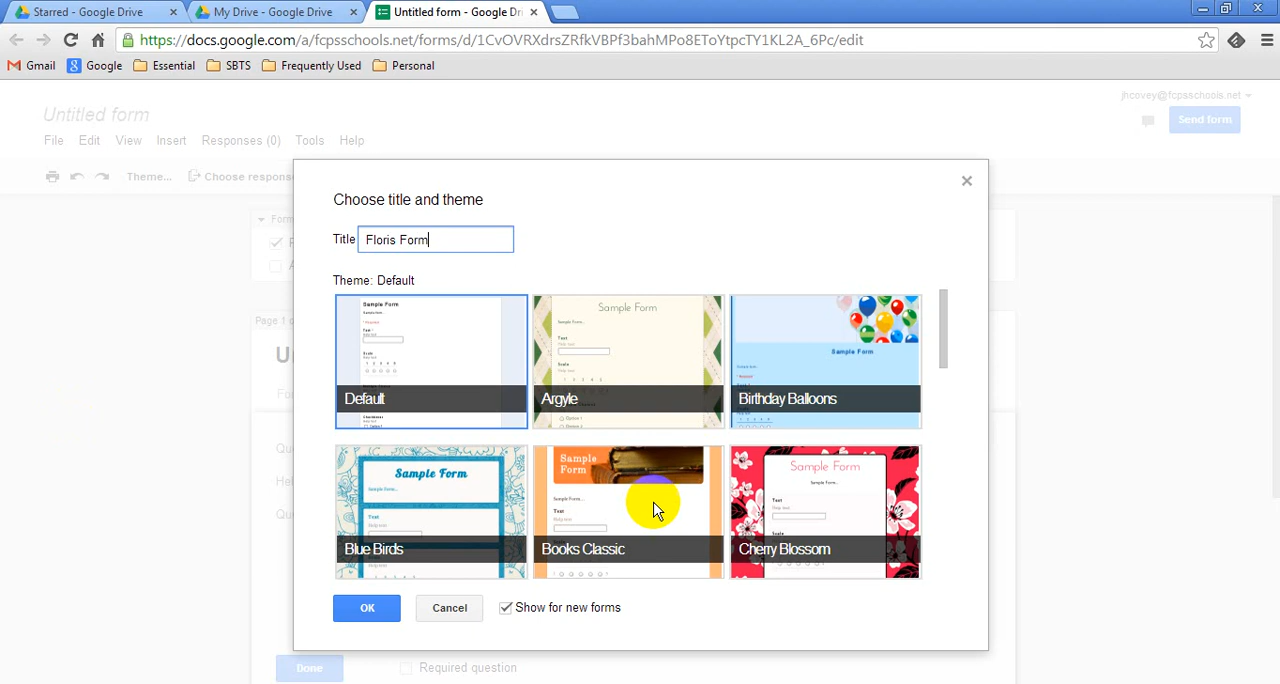 Starred - Google Drive
My Drive - Google Drive
Untitled form - Google Dri
https://docs.google.com/a/fcpsschools.net/forms/d/1CvOVRXdrsZRfkVBPf3bahMPo8EToYtpcTY1KL2A_6Pc/edit
Gmail Google Essential SBTS Frequently Used Personal
Untitled form
jhcovey@fcpsschools.net
Send form
File Edit View Insert Responses (0) Tools Help
Theme... Choose respons
Form
Page 1 o
Choose title and theme
Title Floris Form
Theme: Default
Sample Form
Default
Sample Form
Argyle
Sample Form
Birthday Balloons
Sample Form
Blue Birds
Sample
Form
Books Classic
Sample Form
Cherry Blossom
OK Cancel Show for new forms
Done Required question